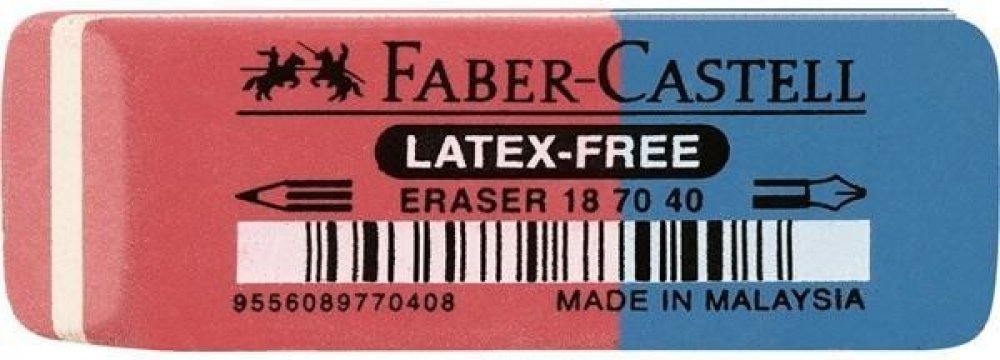 FABER-CASTELL
LATEX-FREE
ERASER 18 70 40
9556089770408 MADE IN MALAYSIA